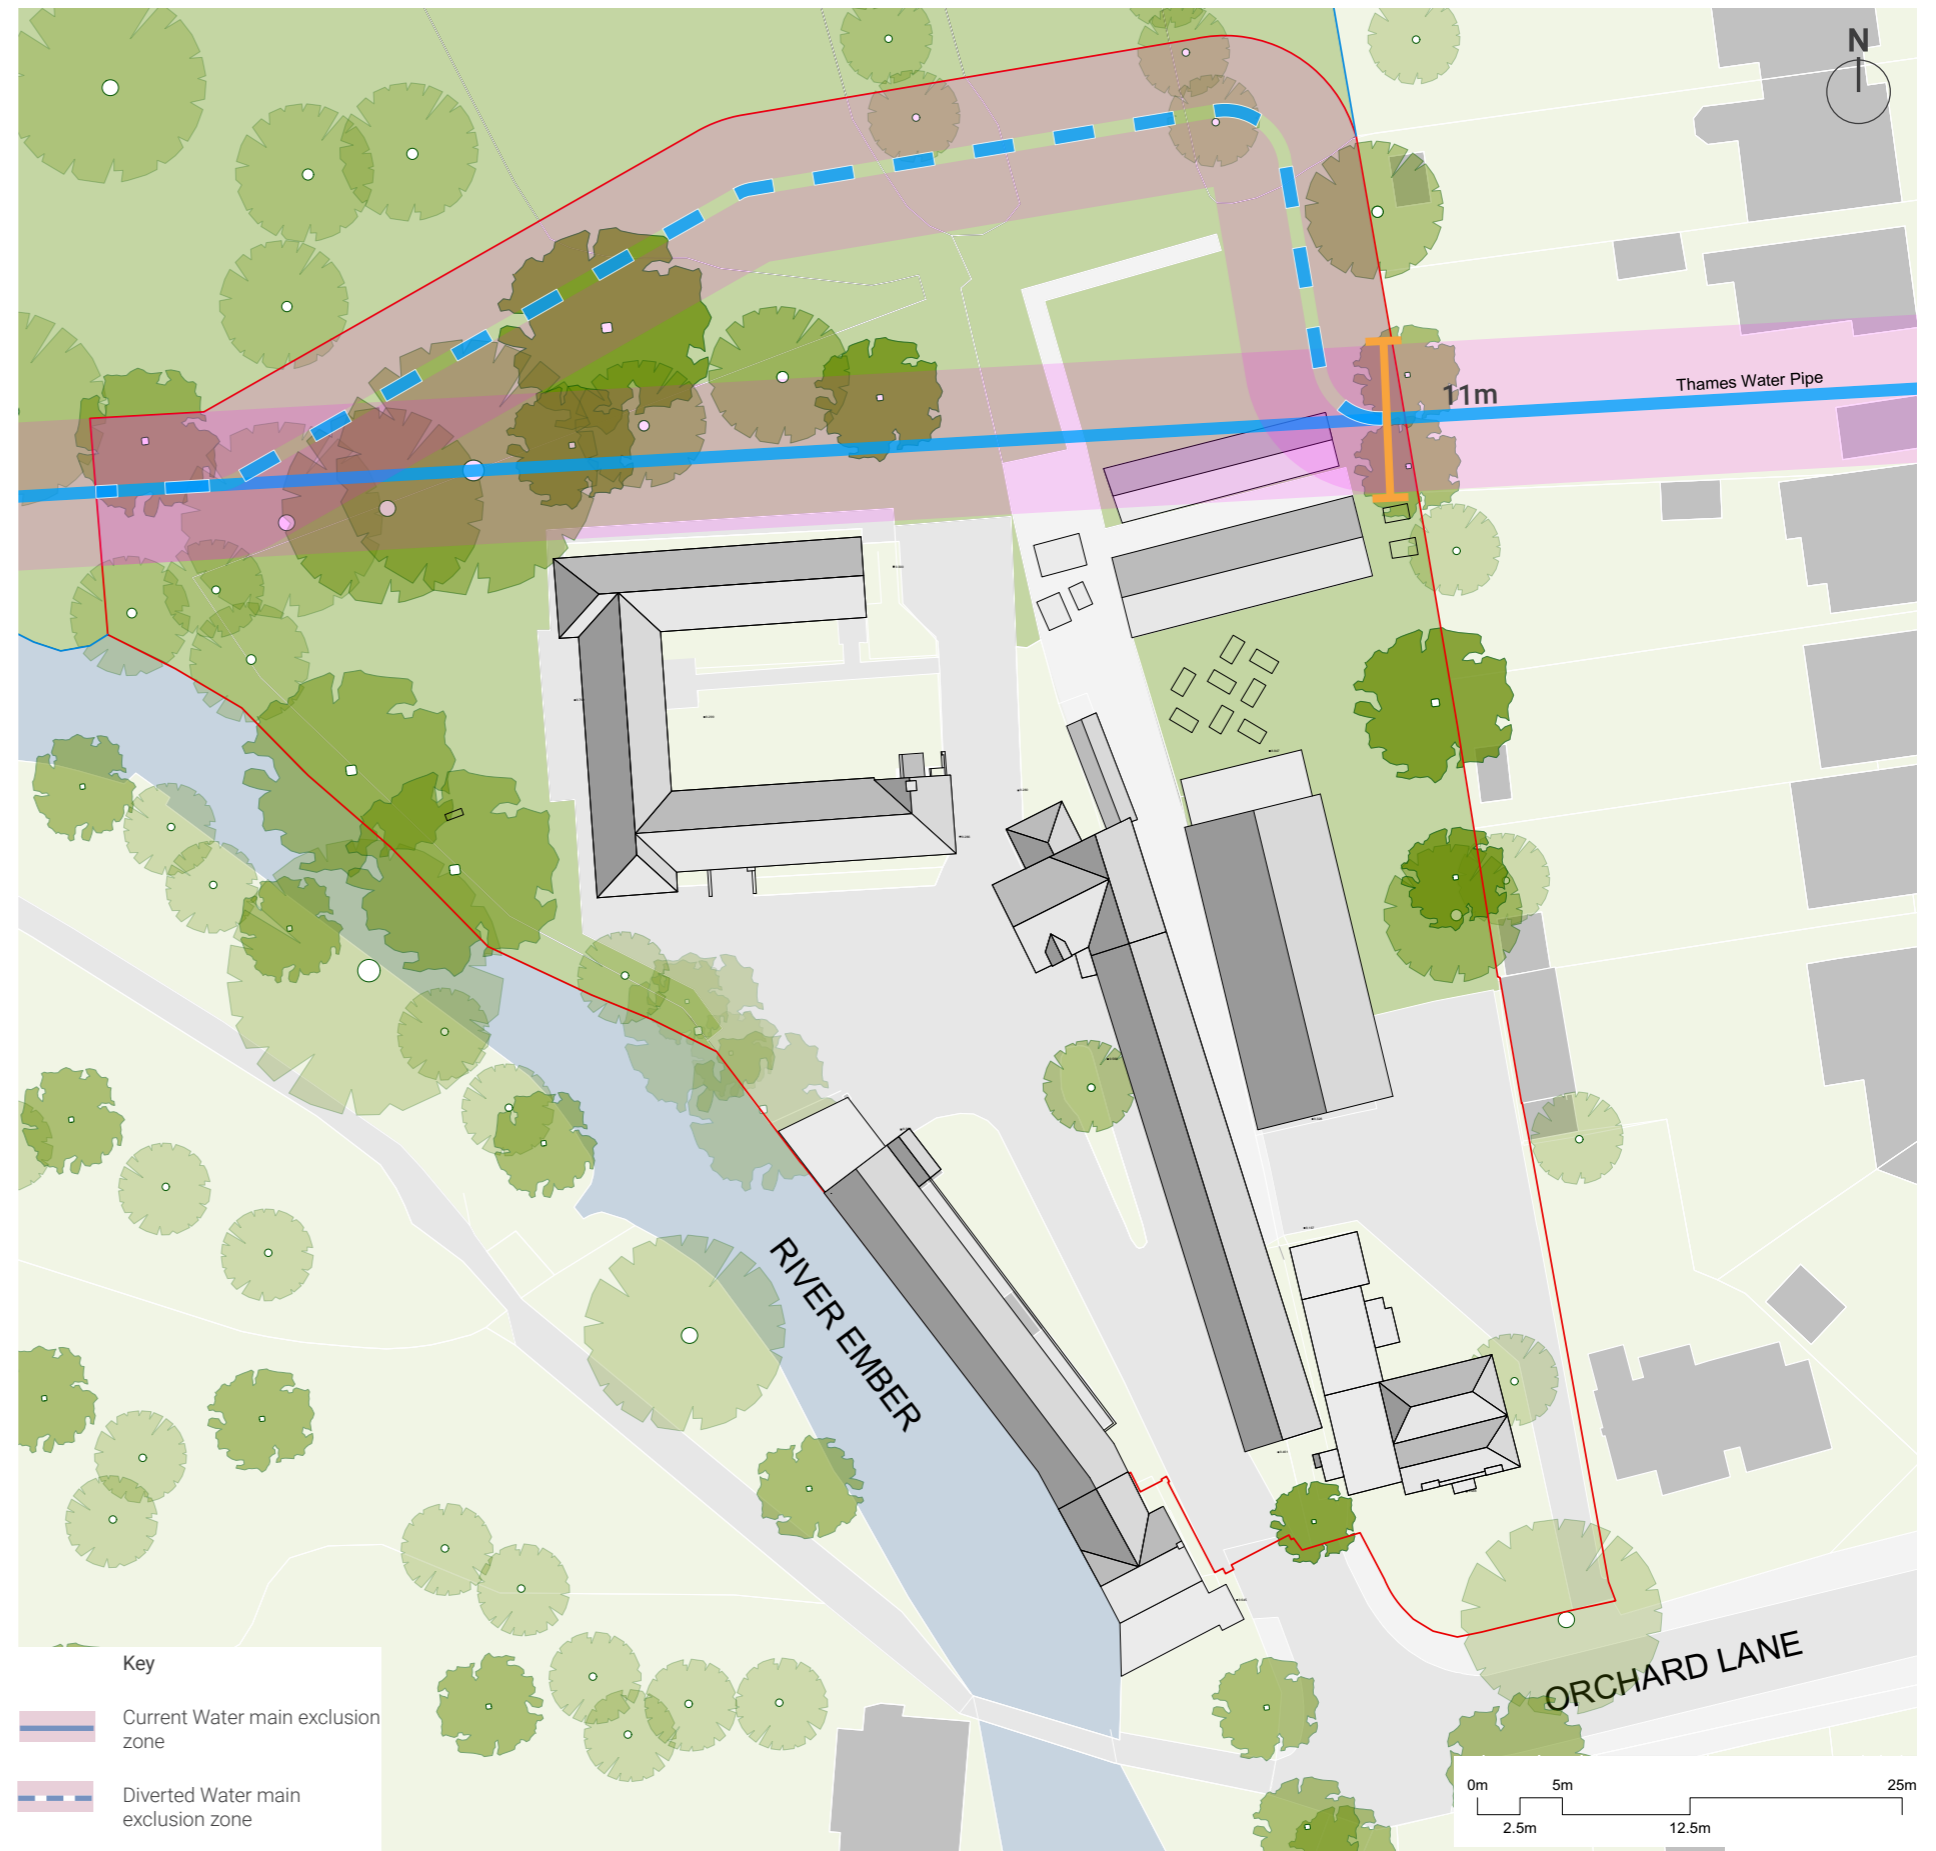 N
11m
Thames Water Pipe
RIVER EMBER
ORCHARD LANE
Key
Current Water main exclusion
zone
Diverted Water main
exclusion zone
0m 5m 25m
2.5m 12.5m